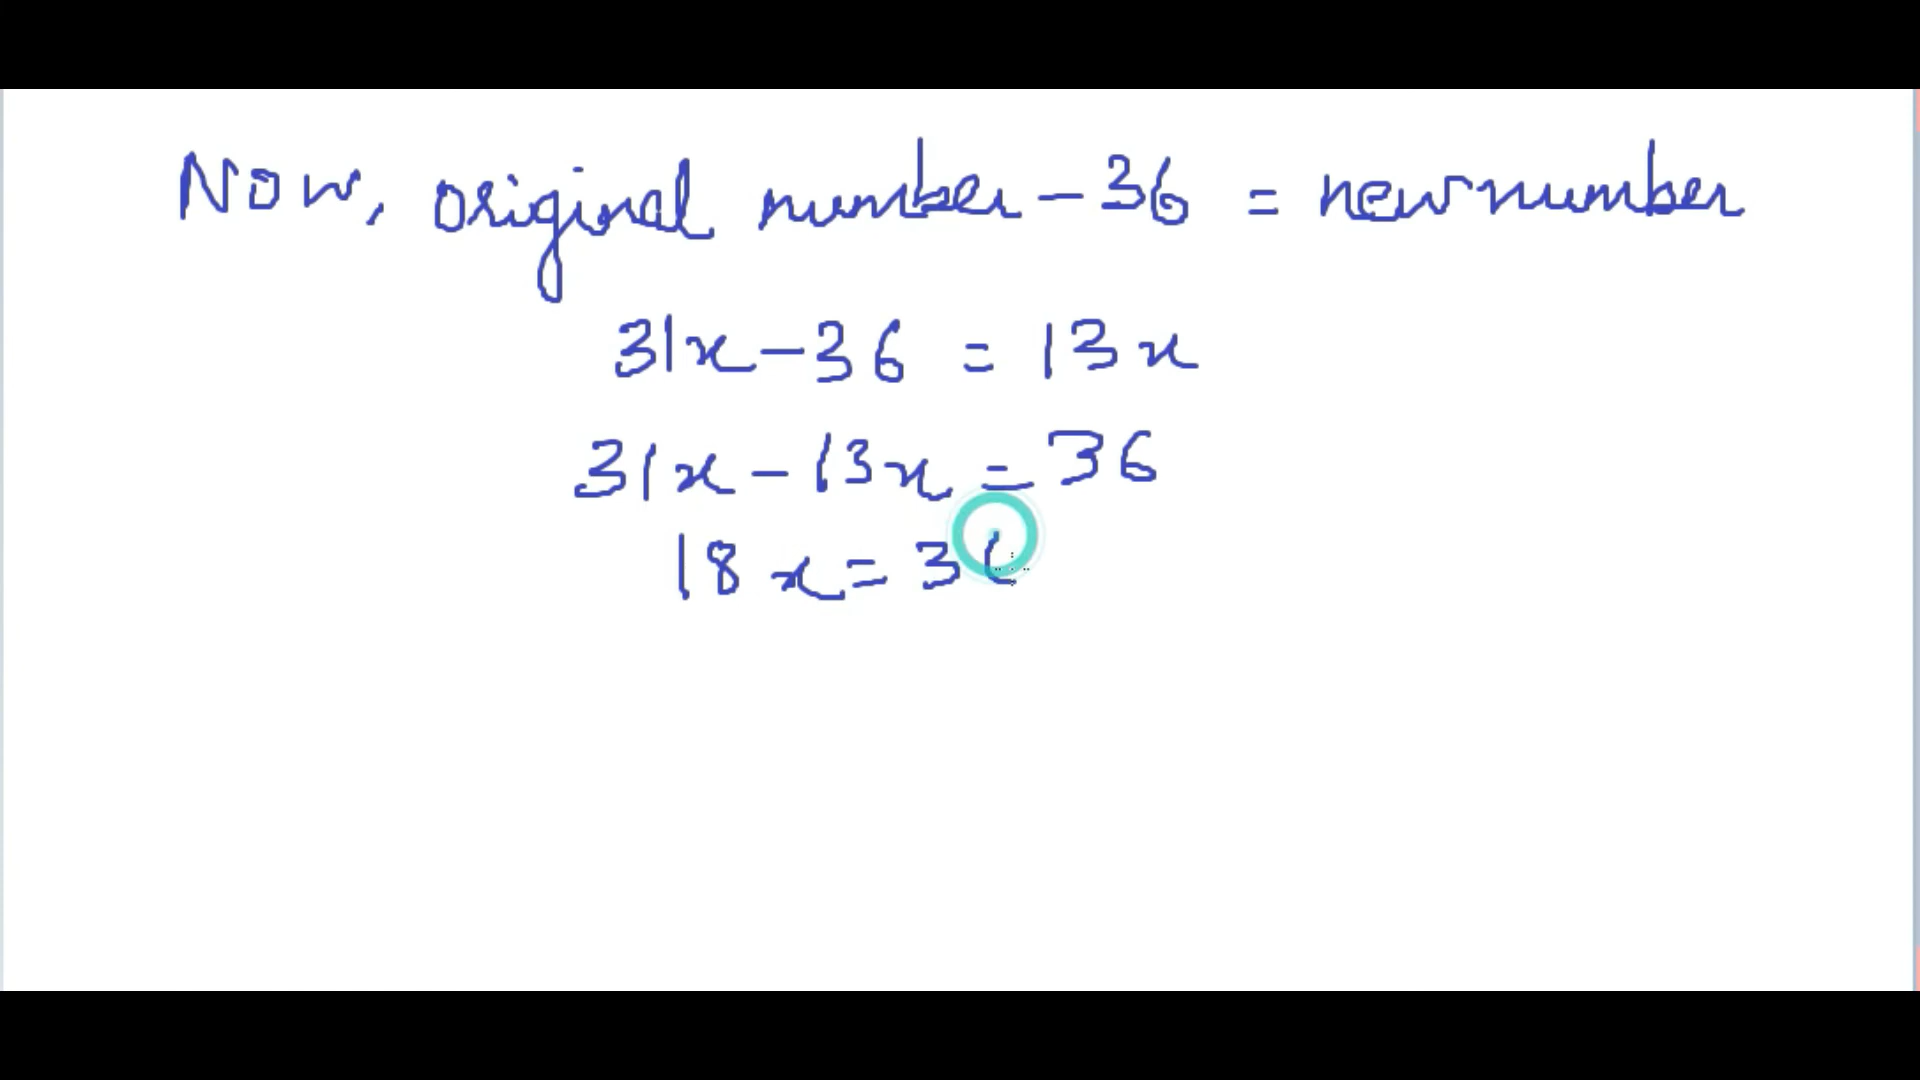 Now, original number - 36 = new number
31x - 36 = 13x
31x - 13x = 36
18x = 36